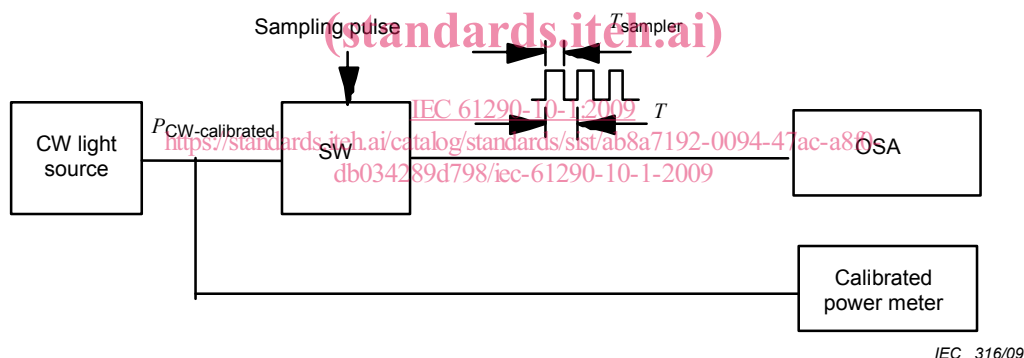 (standards.iteh.ai)
Sampling pulse
Tsampler
IEC 61290-10-1:2009
T
PCW-calibrated
https://standards.iteh.ai/catalog/standards/sist/ab8a7192-0094-47ac-a8f0-
db034289d798/iec-61290-10-1-2009
CW light
source
SW
OSA
Calibrated
power meter
IEC 316/09